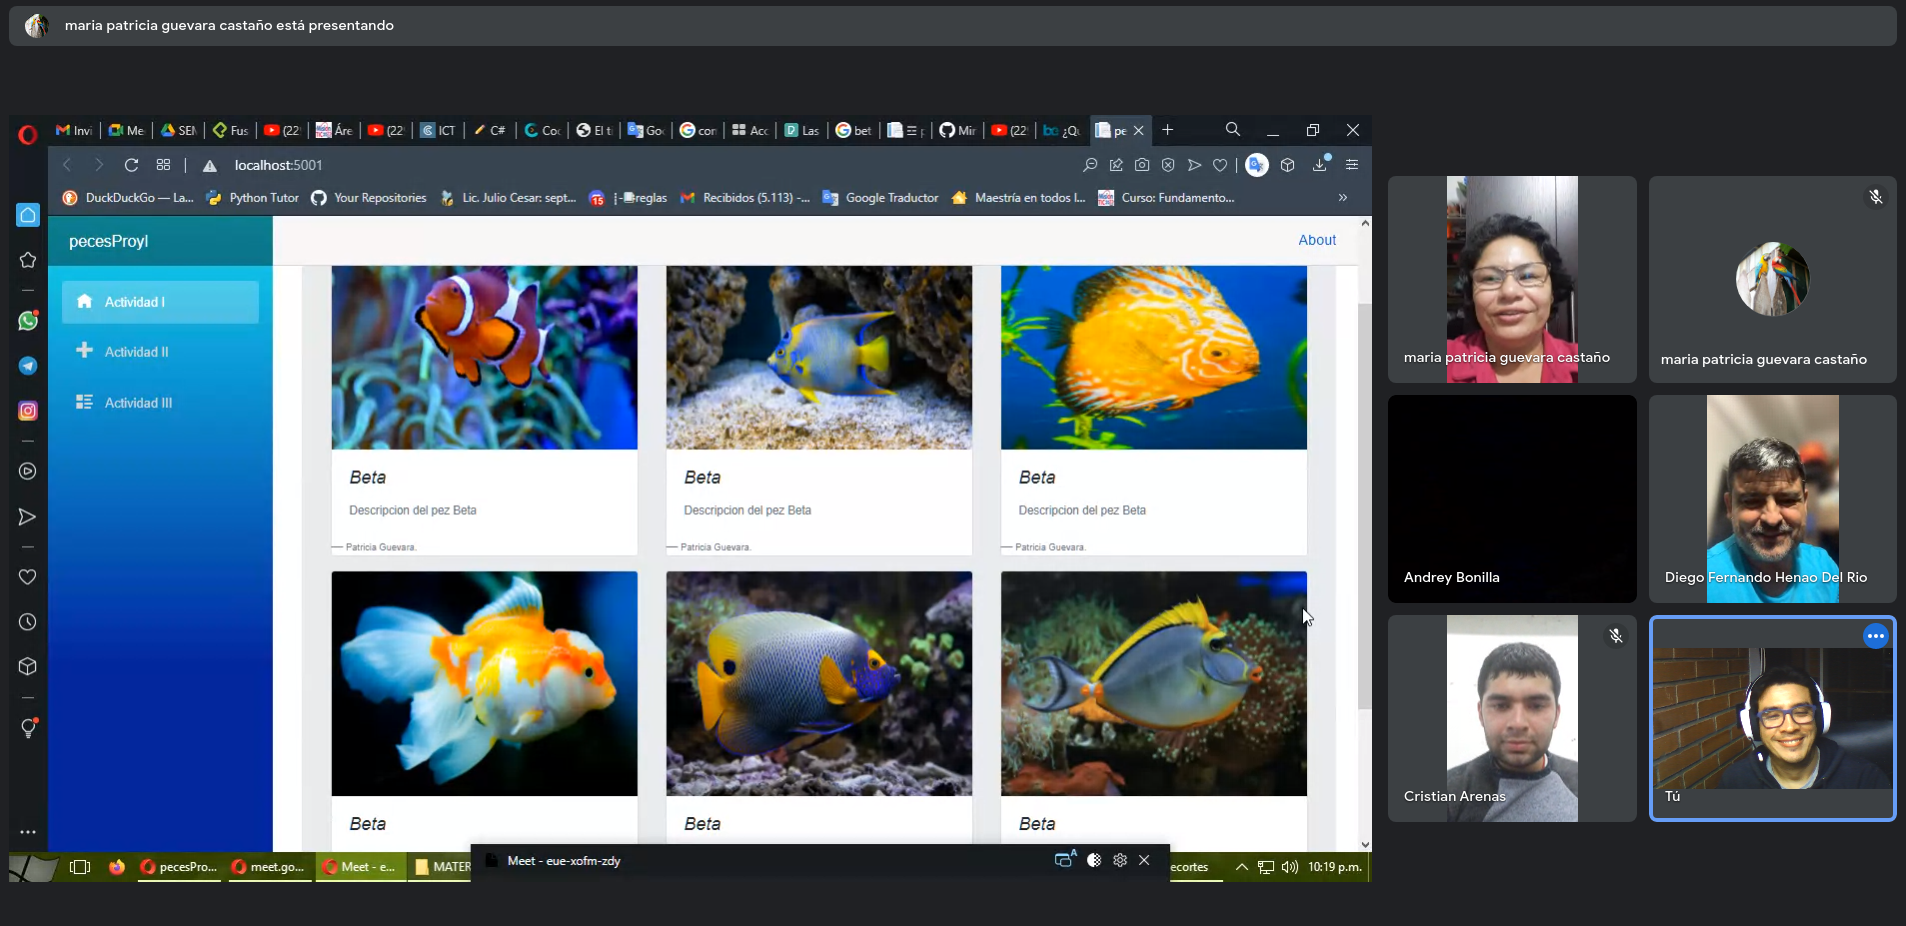 maria patricia guevara castaño está presentando
Invi
Me
SEM
Fus
(22
Áre
(22
ICT
C#
Coc
El ti
Goo
con
Acc
Las
bet
Mir
(22
¿Qu
pe
localhost:5001
DuckDuckGo — La...
Python Tutor
Your Repositories
Lic. Julio Cesar: sept...
reglas
Recibidos (5.113) -...
Google Traductor
Maestría en todos l...
Curso: Fundamento...
pecesProyI
About
Actividad I
Actividad II
Actividad III
Beta
Beta
Beta
Descripcion del pez Beta
Descripcion del pez Beta
Descripcion del pez Beta
— Patricia Guevara.
— Patricia Guevara.
— Patricia Guevara.
Beta
Beta
Beta
pecesPro...
meet.go...
Meet - e...
MATER
Meet - eue-xofm-zdy
ecortes
10:19 p.m.
maria patricia guevara castaño
maria patricia guevara castaño
Andrey Bonilla
Diego Fernando Henao Del Rio
Cristian Arenas
Tú